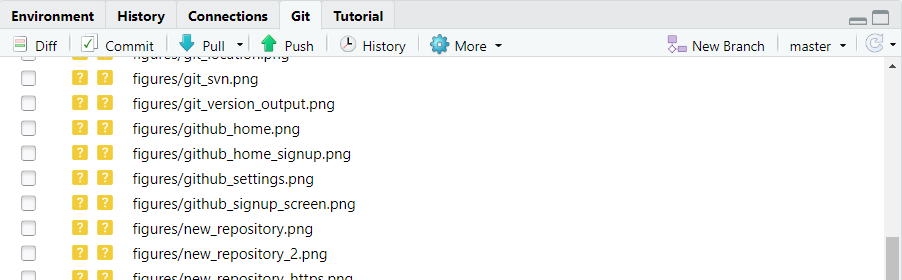 Environment History Connections Git Tutorial
Diff Commit Pull Push History More New Branch master
figures/git_location.png
? ? figures/git_svn.png
? ? figures/git_version_output.png
? ? figures/github_home.png
? ? figures/github_home_signup.png
? ? figures/github_settings.png
? ? figures/github_signup_screen.png
? ? figures/new_repository.png
? ? figures/new_repository_2.png
figures/new_repository_https.png